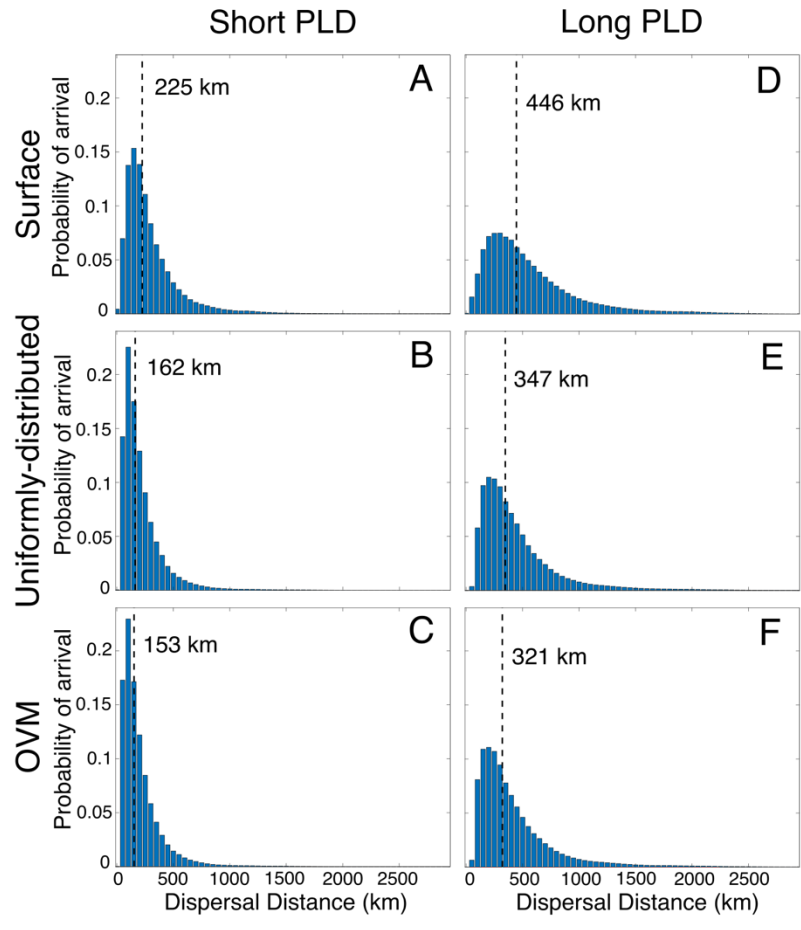 Short PLD
Long PLD
Surface
Probability of arrival
0.2
0.15
0.1
0.05
0
225 km
A
446 km
D
Uniformly-distributed
Probability of arrival
0.2
0.15
0.1
0.05
0
162 km
B
347 km
E
OVM
Probability of arrival
0.2
0.15
0.1
0.05
0
153 km
C
321 km
F
0 500 1000 1500 2000 2500
Dispersal Distance (km)
0 500 1000 1500 2000 2500
Dispersal Distance (km)